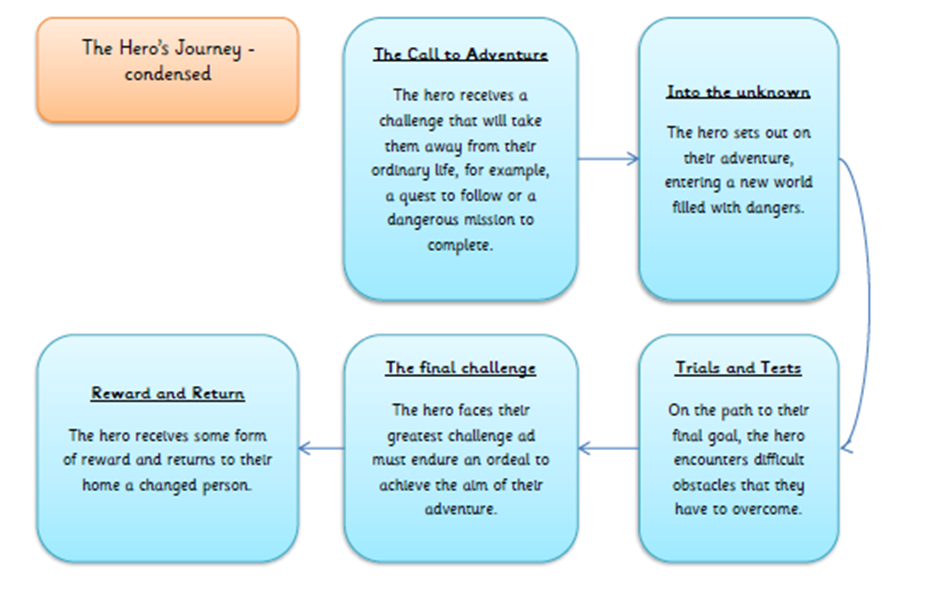 The Hero's Journey -
condensed
The Call to Adventure
The hero receives a
challenge that will take
them away from their
ordinary life, for example,
a quest to follow or a
dangerous mission to
complete.
Into the unknown
The hero sets out on
their adventure,
entering a new world
filled with dangers.
Trials and Tests
On the path to their
final goal, the hero
encounters difficult
obstacles that they
have to overcome.
The final challenge
The hero faces their
greatest challenge ad
must endure an ordeal to
achieve the aim of their
adventure.
Reward and Return
The hero receives some form
of reward and returns to their
home a changed person.